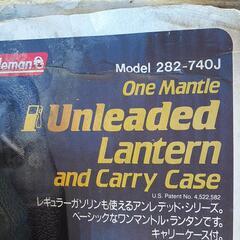 Coleman
Model 282-740J
One Mantle
Unleaded
Lantern
and Carry Case
U.S. Patent No. 4,522,582
レギュラーガソリンも使えるアンレデット・シリーズ。
ベーシックなワンマントル・ランタンです。
キャリーケース付。